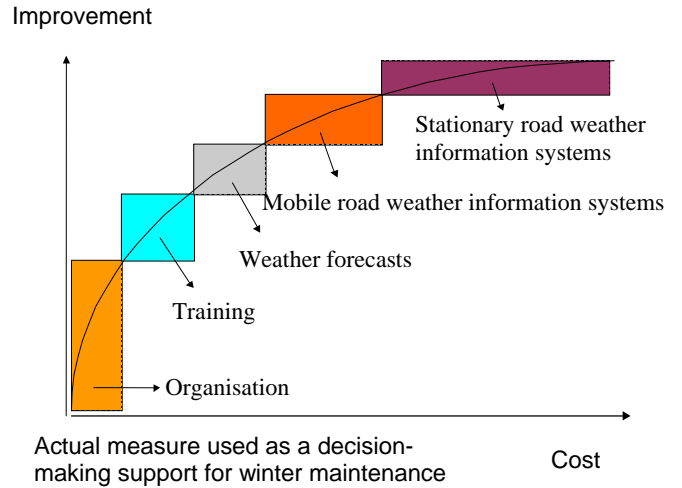 Improvement
Stationary road weather
information systems
Mobile road weather information systems
Weather forecasts
Training
Organisation
Actual measure used as a decision-
making support for winter maintenance
Cost